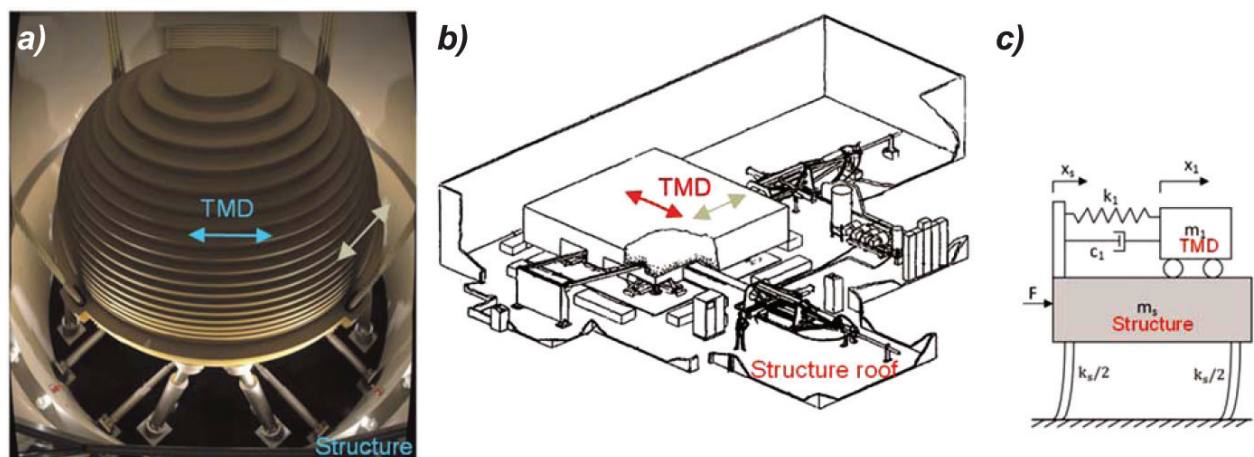 a)
TMD
Structure
b)
TMD
Structure roof
c)
xₛ
x₁
k₁
c₁
m₁
TMD
F
mₛ
Structure
kₛ/2
kₛ/2